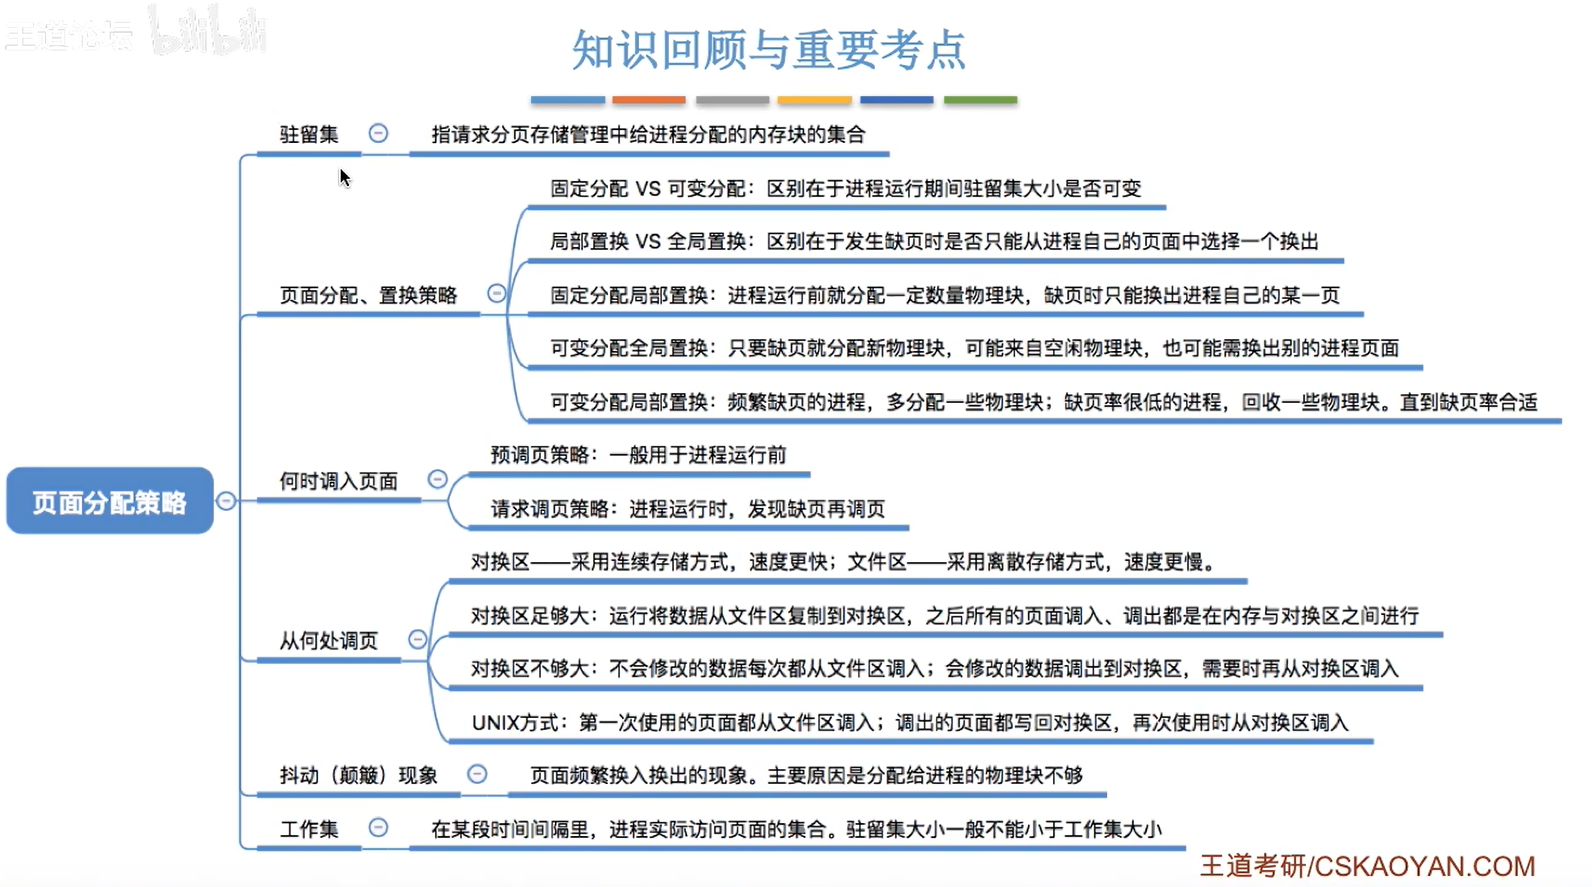 王道论坛 bilibili
知识回顾与重要考点
驻留集
指请求分页存储管理中给进程分配的内存块的集合
页面分配、置换策略
固定分配 VS 可变分配：区别在于进程运行期间驻留集大小是否可变
局部置换 VS 全局置换：区别在于发生缺页时是否只能从进程自己的页面中选择一个换出
固定分配局部置换：进程运行前就分配一定数量物理块，缺页时只能换出进程自己的某一页
可变分配全局置换：只要缺页就分配新物理块，可能来自空闲物理块，也可能需换出别的进程页面
可变分配局部置换：频繁缺页的进程，多分配一些物理块；缺页率很低的进程，回收一些物理块。直到缺页率合适
页面分配策略
何时调入页面
预调页策略：一般用于进程运行前
请求调页策略：进程运行时，发现缺页再调页
从何处调页
对换区——采用连续存储方式，速度更快；文件区——采用离散存储方式，速度更慢。
对换区足够大：运行将数据从文件区复制到对换区，之后所有的页面调入、调出都是在内存与对换区之间进行
对换区不够大：不会修改的数据每次都从文件区调入；会修改的数据调出到对换区，需要时再从对换区调入
UNIX方式：第一次使用的页面都从文件区调入；调出的页面都写回对换区，再次使用时从对换区调入
抖动（颠簸）现象
页面频繁换入换出的现象。主要原因是分配给进程的物理块不够
工作集
在某段时间间隔里，进程实际访问页面的集合。驻留集大小一般不能小于工作集大小
王道考研/CSKAOYAN.COM